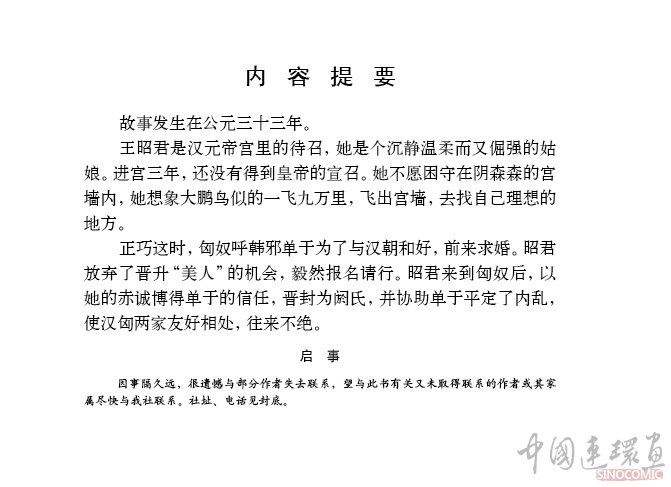 内 容 提 要
故事发生在公元三十三年。
王昭君是汉元帝宫里的待召，她是个沉静温柔而又倔强的姑
娘。进宫三年，还没有得到皇帝的宣召。她不愿困守在阴森森的宫
墙内，她想象大鹏鸟似的一飞九万里，飞出宫墙，去找自己理想的
地方。
正巧这时，匈奴呼韩邪单于为了与汉朝和好，前来求婚。昭君
放弃了晋升“美人”的机会，毅然报名请行。昭君来到匈奴后，以
她的赤诚博得单于的信任，晋封为阏氏，并协助单于平定了内乱，
使汉匈两家友好相处，往来不绝。
启 事
因事隔久远，很遗憾与部分作者失去联系，望与此书有关又未取得联系的作者或其家
属尽快与我社联系。社址、电话见封底。
中國連環畫
SINOCOMIC